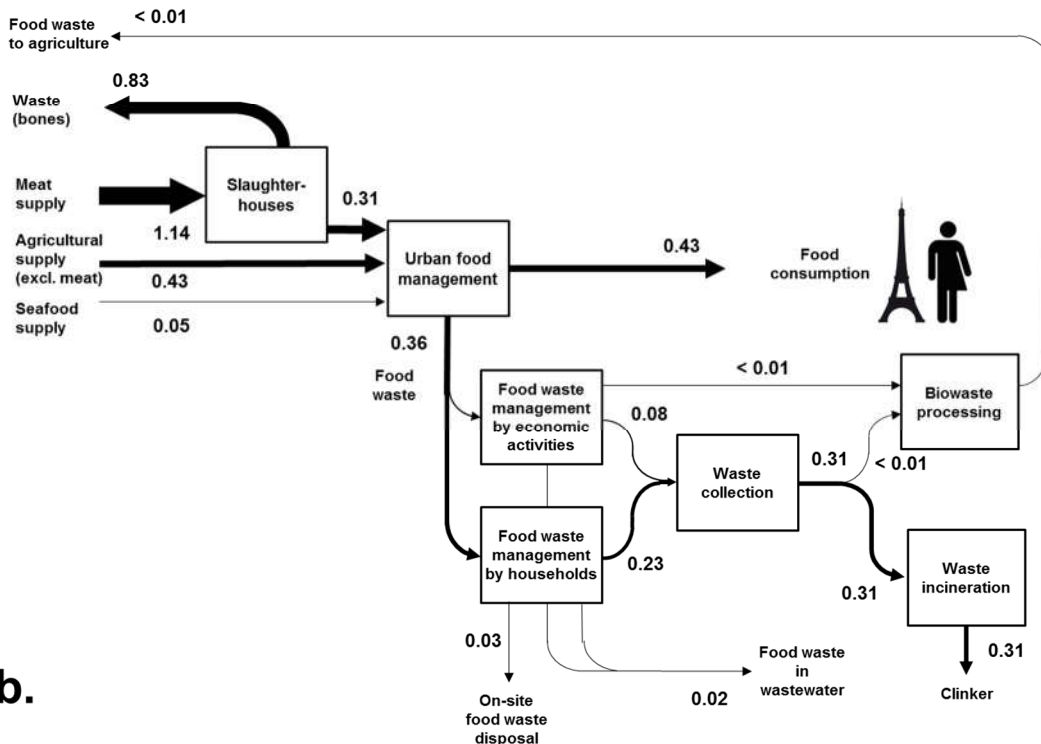 < 0.01
Food waste
to agriculture
0.83
Waste
(bones)
Slaughter-
houses
Meat
supply
0.31
1.14
Agricultural
supply
(excl. meat)
0.43
Urban food
management
0.43
Food
consumption
Seafood
supply
0.05
0.36
Food
waste
< 0.01
Food waste
management
by economic
activities
0.08
Biowaste
processing
Waste
collection
0.31
< 0.01
Food waste
management
by households
0.23
0.31
Waste
incineration
0.03
0.31
Food waste
in
wastewater
0.02
Clinker
On-site
food waste
disposal
b.